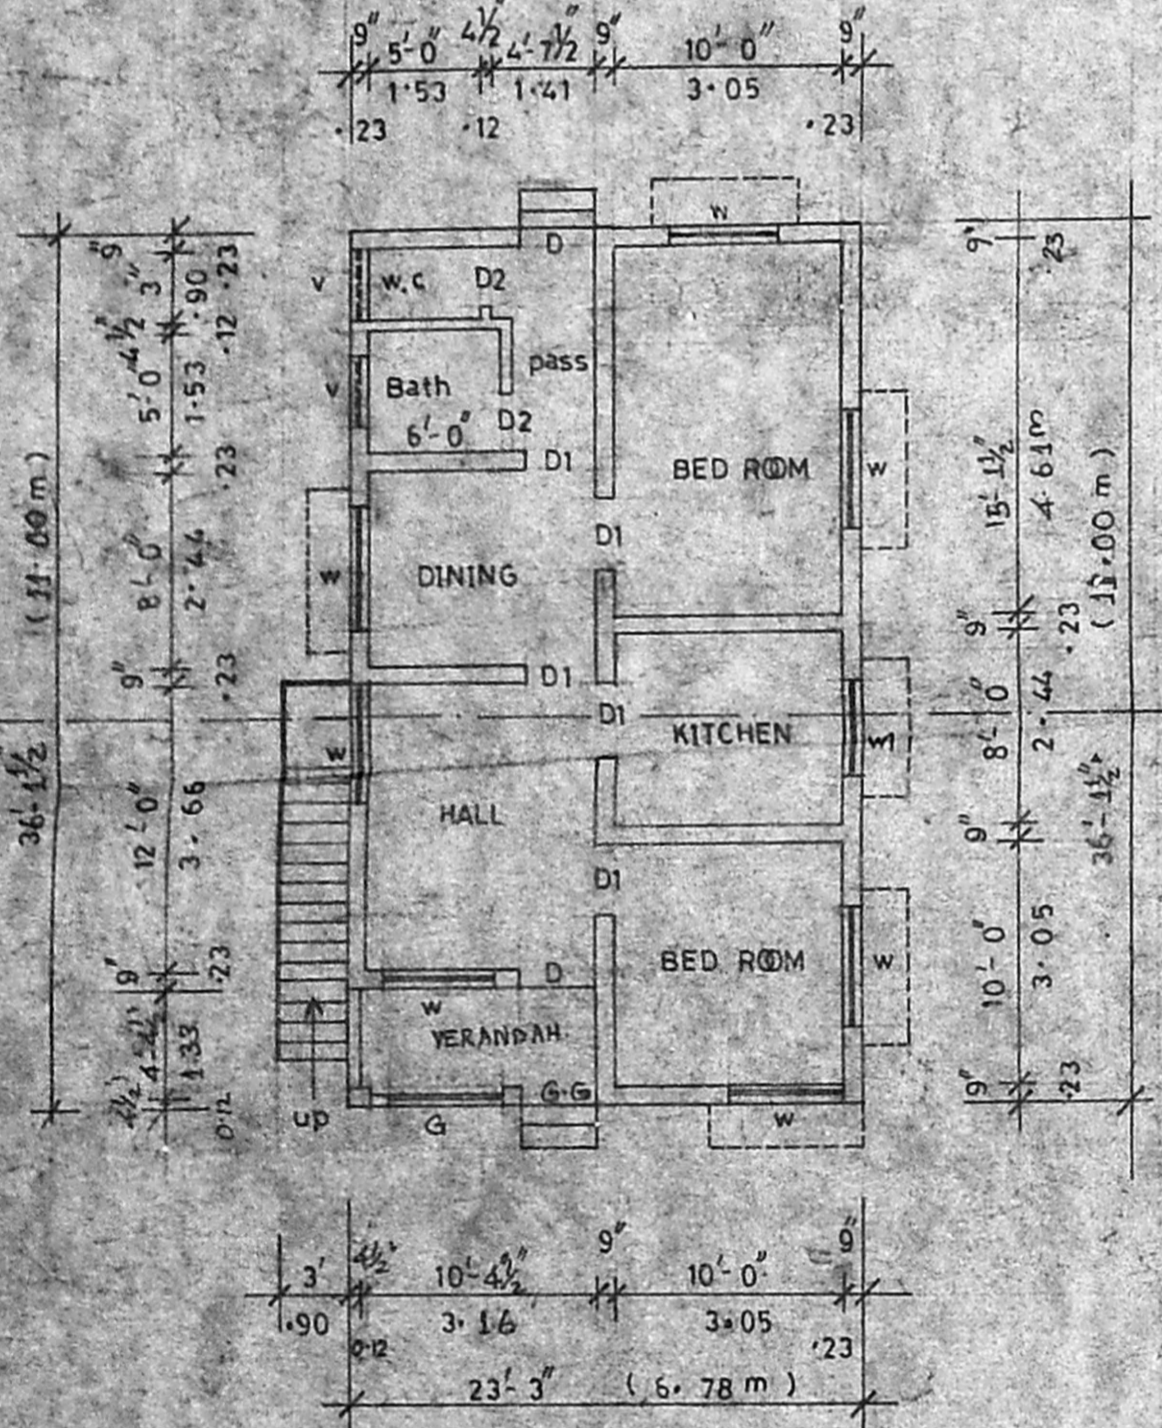 9" 5'-0" 4½" 4'-7½" 9" 10'-0" 9"
1·53 1·41 3·05
·23 ·12 ·23
W
D
V W.C D2
pass
V Bath
6'-0" D2
D1
BED ROOM W
D1
W DINING
D1
D1 KITCHEN W1
W
HALL
D1
BED ROOM W
D
W
VERANDAH
G·G
UP G W
9" 3" 4½" 5'-0" 9" 8'-0" 9" 12'-0" 9" 4'-4½"
·23 ·90 ·12 1·53 ·23 2·44 ·23 3·66 ·23 1·33 0·12
36'-1½" (11·00 m)
9" 15'-1½" 9" 8'-0" 9" 10'-0" 9"
·23 4·61m ·23 2·44 3·05 ·23
36'-1½" (11·00 m)
3' 4½" 10'-4½" 9" 10'-0" 9"
·90 0·12 3·16 3·05 ·23
23'-3" (6·78 m)